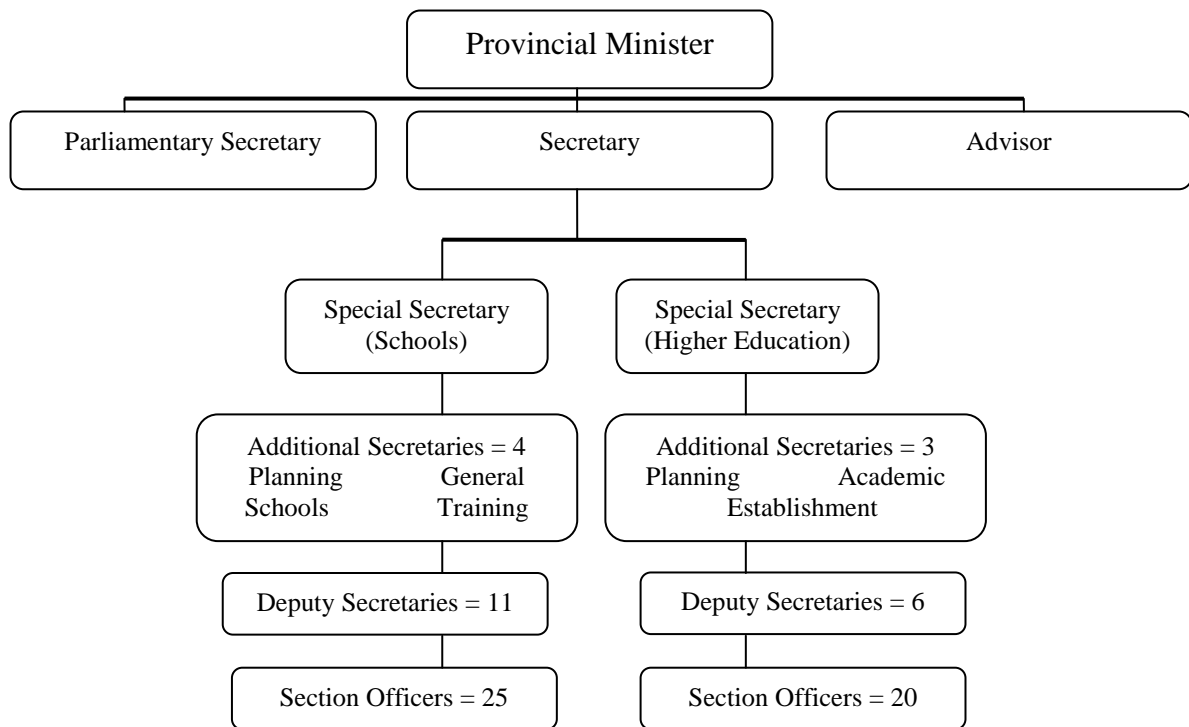 Provincial Minister
Parliamentary Secretary
Secretary
Advisor
Special Secretary
(Schools)
Special Secretary
(Higher Education)
Additional Secretaries = 4
Planning General
Schools Training
Additional Secretaries = 3
Planning Academic
Establishment
Deputy Secretaries = 11
Deputy Secretaries = 6
Section Officers = 25
Section Officers = 20